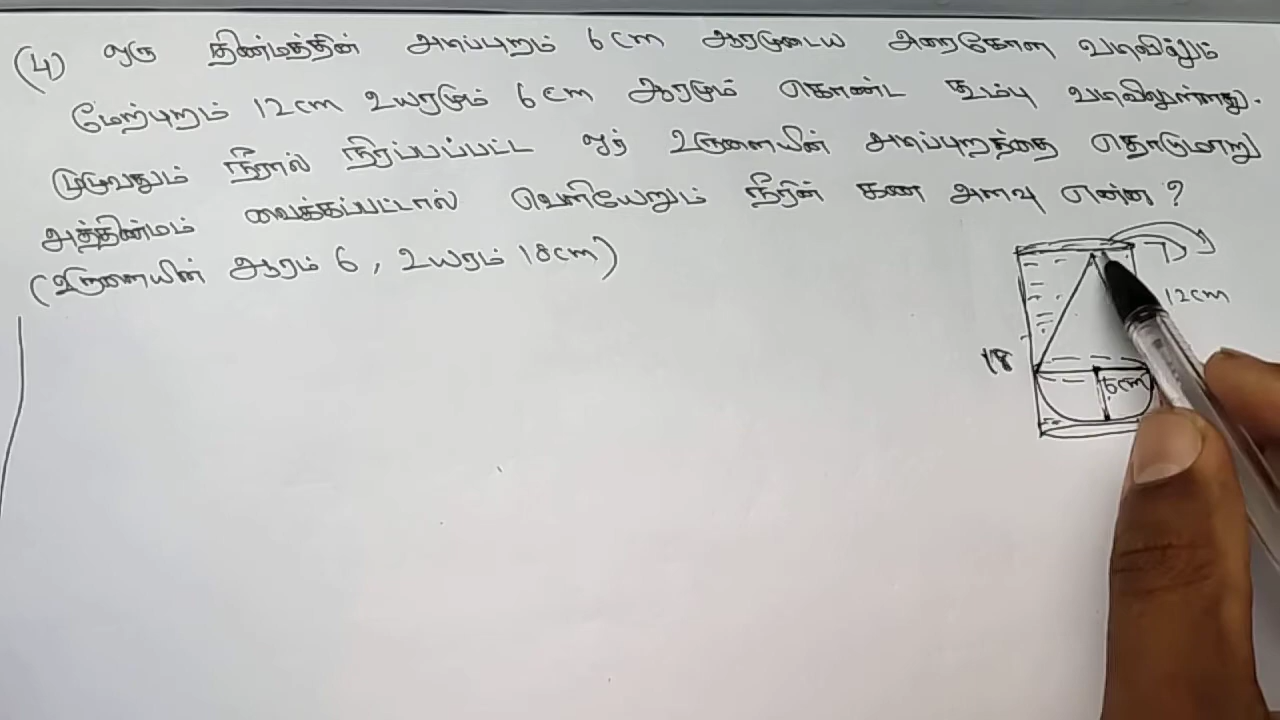 (4) ஒரு திண்மத்தின் அடிப்புறம் 6cm ஆரமுடைய அரைகோள வடிவிலும்
மேற்புறம் 12cm உயரமும் 6cm ஆரமும் கொண்ட கூம்பு வடிவிலுள்ளது.
முழுவதும் நீரால் நிரப்பப்பட்ட ஓர் உருளையின் அடிப்புறத்தை தொடுமாறு
அத்திண்மம் வைக்கப்பட்டால் வெளியேறும் நீரின் கன அளவு என்ன?
(உருளையின் ஆரம் 6, உயரம் 18cm)
12cm
18
6cm